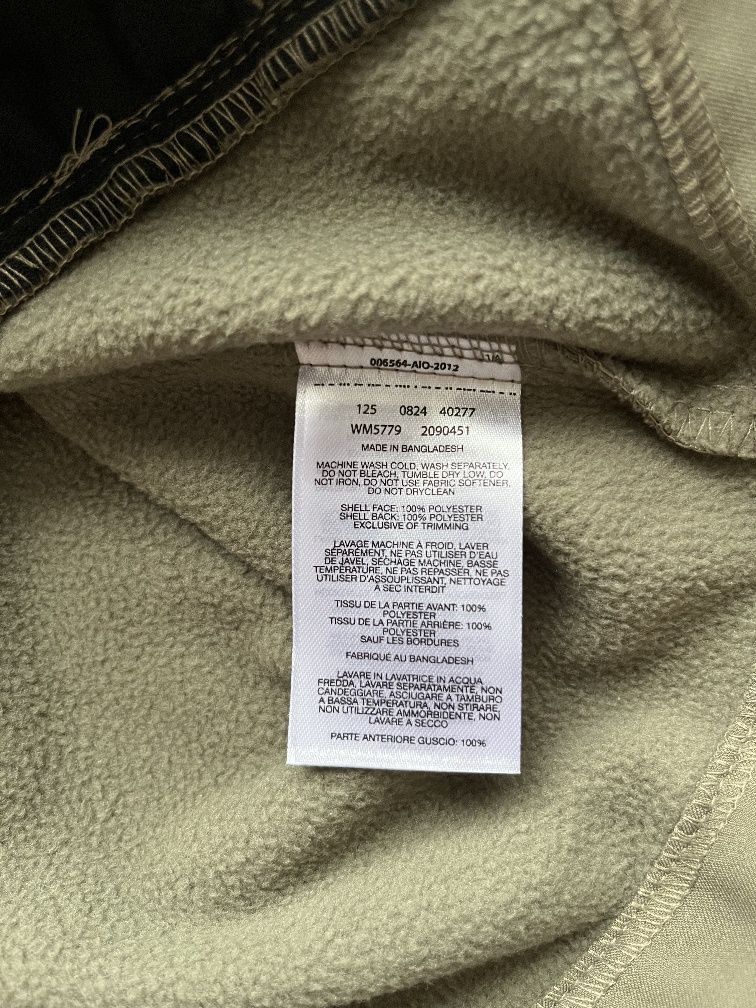 1/9
006564-AIO-2012
125 0824 40277
WM5779 2090451
MADE IN BANGLADESH
MACHINE WASH COLD, WASH SEPARATELY,
DO NOT BLEACH, TUMBLE DRY LOW, DO
NOT IRON, DO NOT USE FABRIC SOFTENER,
DO NOT DRYCLEAN
SHELL FACE: 100% POLYESTER
SHELL BACK: 100% POLYESTER
EXCLUSIVE OF TRIMMING
LAVAGE MACHINE À FROID, LAVER
SÉPARÉMENT, NE PAS UTILISER D'EAU
DE JAVEL, SÉCHAGE MACHINE, BASSE
TEMPÉRATURE, NE PAS REPASSER, NE PAS
UTILISER D'ASSOUPLISSANT, NETTOYAGE
A SEC INTERDIT
TISSU DE LA PARTIE AVANT: 100%
POLYESTER
TISSU DE LA PARTIE ARRIÈRE: 100%
POLYESTER
SAUF LES BORDURES
FABRIQUÉ AU BANGLADESH
LAVARE IN LAVATRICE IN ACQUA
FREDDA, LAVARE SEPARATAMENTE, NON
CANDEGGIARE, ASCIUGARE A TAMBURO
A BASSA TEMPERATURA, NON STIRARE,
NON UTILIZZARE AMMORBIDENTE, NON
LAVARE A SECCO
PARTE ANTERIORE GUSCIO: 100%